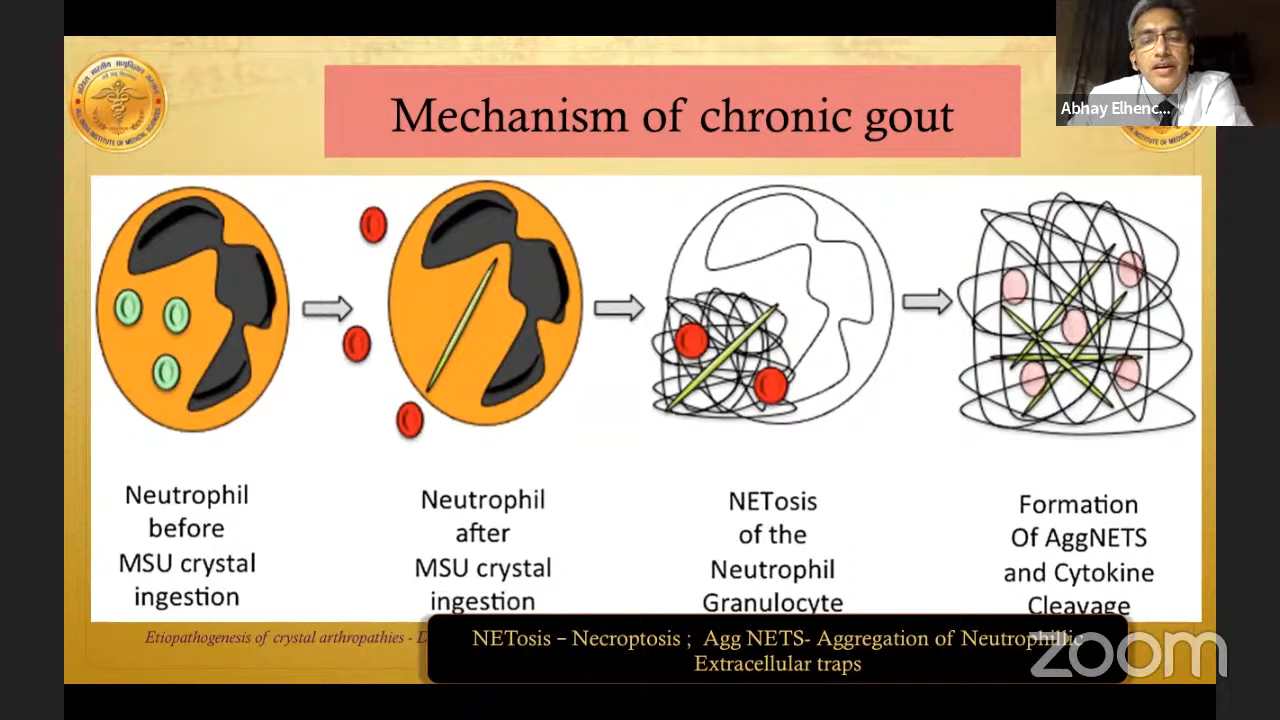 Abhay Elhenc...
Mechanism of chronic gout
Neutrophil
before
MSU crystal
ingestion
Neutrophil
after
MSU crystal
ingestion
NETosis
of the
Neutrophil
Granulocyte
Formation
Of AggNETS
and Cytokine
Cleavage
Etiopathogenesis of crystal arthropathies -
NETosis – Necroptosis ; Agg NETS- Aggregation of Neutrophillic
Extracellular traps
zoom